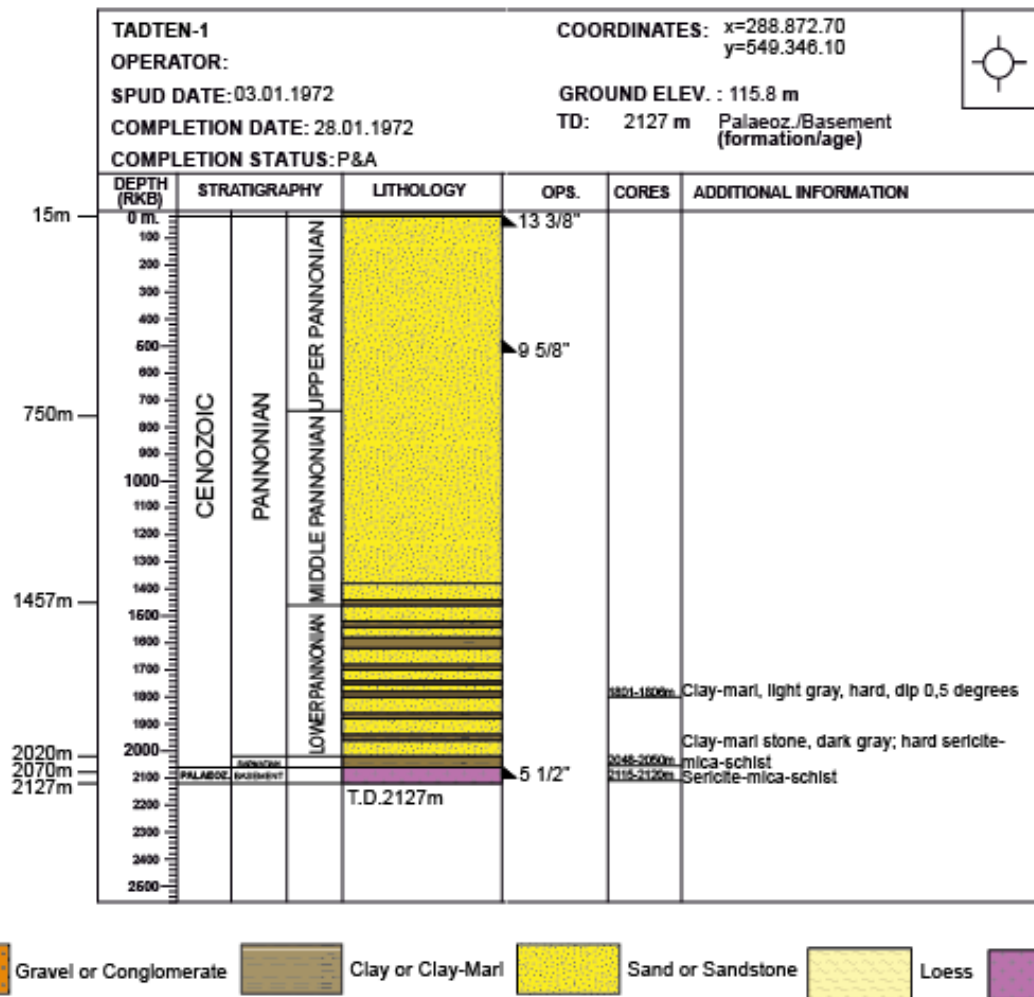 TADTEN-1
OPERATOR:
SPUD DATE: 03.01.1972
COMPLETION DATE: 28.01.1972
COMPLETION STATUS: P&A
COORDINATES: x=288.872.70
y=549.346.10
GROUND ELEV. : 115.8 m
TD: 2127 m Palaeoz./Basement
(formation/age)
DEPTH (RKB) STRATIGRAPHY LITHOLOGY OPS. CORES ADDITIONAL INFORMATION
15m
750m
1457m
2020m
2070m
2127m
0 m.
100
200
300
400
500
600
700
800
900
1000
1100
1200
1300
1400
1500
1600
1700
1800
1900
2000
2100
2200
2300
2400
2500
CENOZOIC
PALAEOZ.
PANNONIAN
BASEMENT
UPPER PANNONIAN
MIDDLE PANNONIAN
LOWER PANNONIAN
T.D.2127m
13 3/8"
9 5/8"
5 1/2"
1801-1806m Clay-marl, light gray, hard, dip 0,5 degrees
2048-2050m Clay-marl stone, dark gray; hard sericite-
mica-schist
2115-2120m Sericite-mica-schist
Gravel or Conglomerate
Clay or Clay-Marl
Sand or Sandstone
Loess